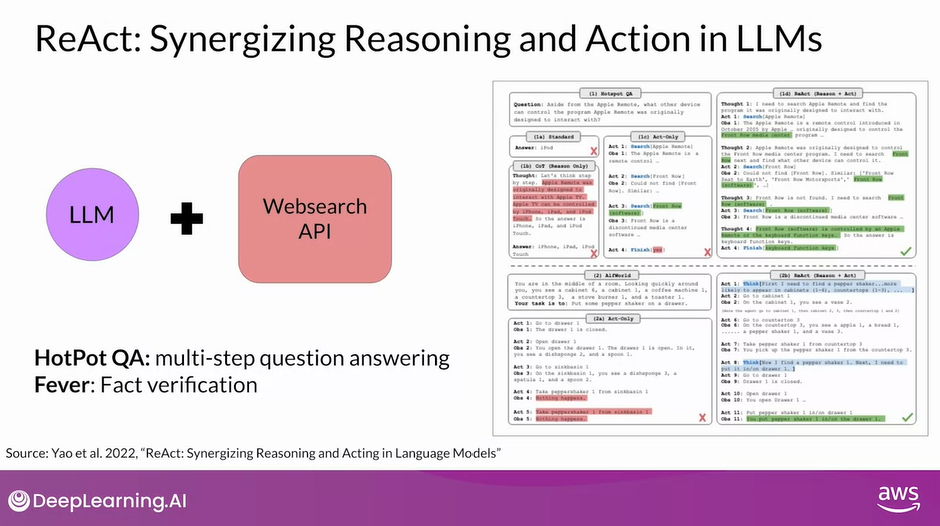 ReAct: Synergizing Reasoning and Action in LLMs
LLM
Websearch
API
HotPot QA: multi-step question answering
Fever: Fact verification
(1) Hotspot QA
Question: Aside from the Apple Remote, what other device
can control the program Apple Remote was originally
designed to interact with?
(1a) Standard
Answer: iPod
(1b) CoT (Reason Only)
Thought: Let's think step
by step. Apple Remote was
originally designed to
interact with Apple TV.
Apple TV can be controlled
by iPhone, iPad, and iPod
Touch. So the answer is
iPhone, iPad, and iPod
Touch.
Answer: iPhone, iPad, iPod
Touch
(1c) Act-Only
Act 1: Search[Apple Remote]
Obs 1: The Apple Remote is a
remote control …
Act 2: Search[Front Row]
Obs 2: Could not find [Front
Row]. Similar: …
Act 3: Search[Front Row
(software)]
Obs 3: Front Row is a
discontinued media center
software …
Act 4: Finish[yes]
(1d) ReAct (Reason + Act)
Thought 1: I need to search Apple Remote and find the
program it was originally designed to interact with.
Act 1: Search[Apple Remote]
Obs 1: The Apple Remote is a remote control introduced in
October 2005 by Apple … originally designed to control the
Front Row media center program …
Thought 2: Apple Remote was originally designed to control
the Front Row media center program. I need to search Front
Row next and find what other device can control it.
Act 2: Search[Front Row]
Obs 2: Could not find [Front Row]. Similar: ['Front Row
Seat to Earth', 'Front Row Motorsports', 'Front Row
(software)', …]
Thought 3: Front Row is not found. I need to search Front
Row (software) .
Act 3: Search[Front Row (software)]
Obs 3: Front Row is a discontinued media center software …
Thought 4: Front Row (software) is controlled by an Apple
Remote or the keyboard function keys. So the answer is
keyboard function keys.
Act 4: Finish[keyboard function keys]
(2) AlfWorld
You are in the middle of a room. Looking quickly around
you, you see a cabinet 6, a cabinet 1, a coffee machine 1,
a countertop 3, a stove burner 1, and a toaster 1.
Your task is to: Put some pepper shaker on a drawer.
(2a) Act-Only
Act 1: Go to drawer 1
Obs 1: The drawer 1 is closed.
Act 2: Open drawer 1
Obs 2: You open the drawer 1. The drawer 1 is open. In it,
you see a dishsponge 2, and a spoon 1.
Act 3: Go to sinkbasin 1
Obs 3: On the sinkbasin 1, you see a dishsponge 3, a
spatula 1, and a spoon 2.
Act 4: Take peppershaker 1 from sinkbasin 1
Obs 4: Nothing happens.
Act 5: Take peppershaker 1 from sinkbasin 1
Obs 5: Nothing happens.
(2b) ReAct (Reason + Act)
Act 1: Think[First I need to find a pepper shaker...more
likely to appear in cabinets (1-6), countertops (1-3), ... ]
Act 2: Go to cabinet 1
Obs 2: On the cabinet 1, you see a vase 2.
(Here the agent go to cabinet 1, then cabinet 2, 3, then countertop 1 and 2)
Act 6: Go to countertop 3
Obs 6: On the countertop 3, you see a apple 1, a bread 1,
...... a pepper shaker 1, and a vase 3.
Act 7: Take pepper shaker 1 from countertop 3
Obs 7: You pick up the pepper shaker 1 from the countertop 3.
Act 8: Think[Now I find a pepper shaker 1. Next, I need to
put it in/on drawer 1. ]
Act 9: Go to drawer 1
Obs 9: Drawer 1 is closed.
Act 10: Open drawer 1
Obs 10: You open Drawer 1 …
Act 11: Put pepper shaker 1 in/on drawer 1
Obs 11: You put pepper shaker 1 in/on the drawer 1.
Source: Yao et al. 2022, “ReAct: Synergizing Reasoning and Acting in Language Models”
DeepLearning.AI
aws